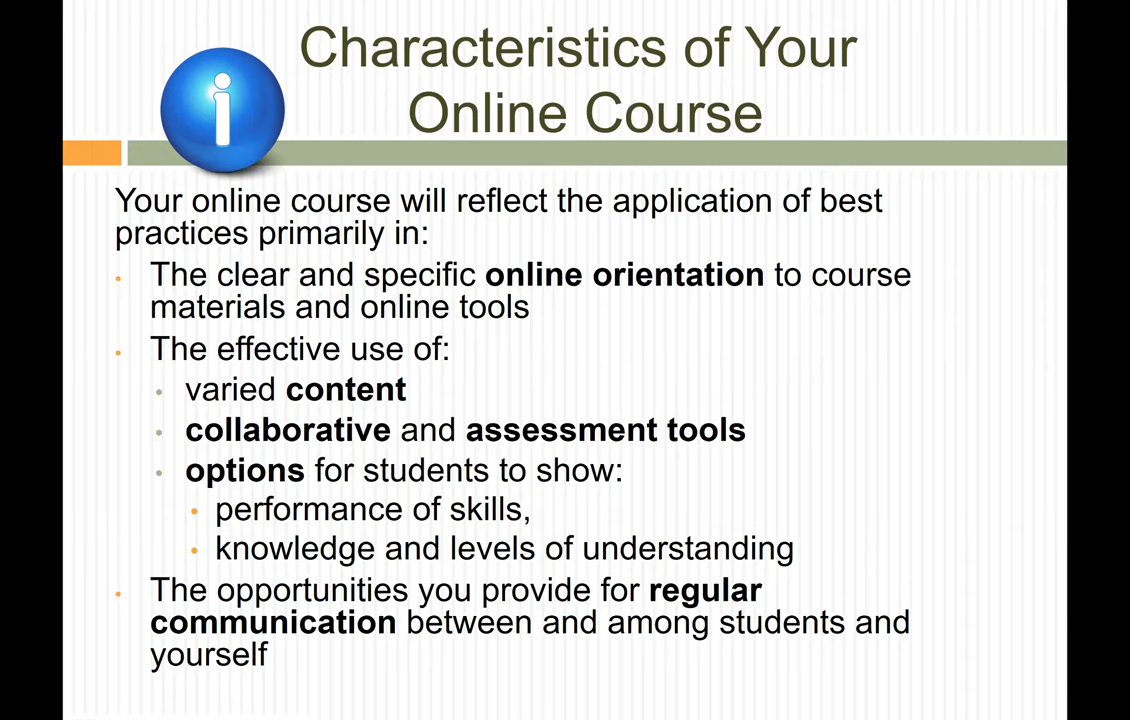 Characteristics of Your
Online Course
Your online course will reflect the application of best
practices primarily in:
The clear and specific online orientation to course
materials and online tools
The effective use of:
varied content
collaborative and assessment tools
options for students to show:
performance of skills,
knowledge and levels of understanding
The opportunities you provide for regular
communication between and among students and
yourself